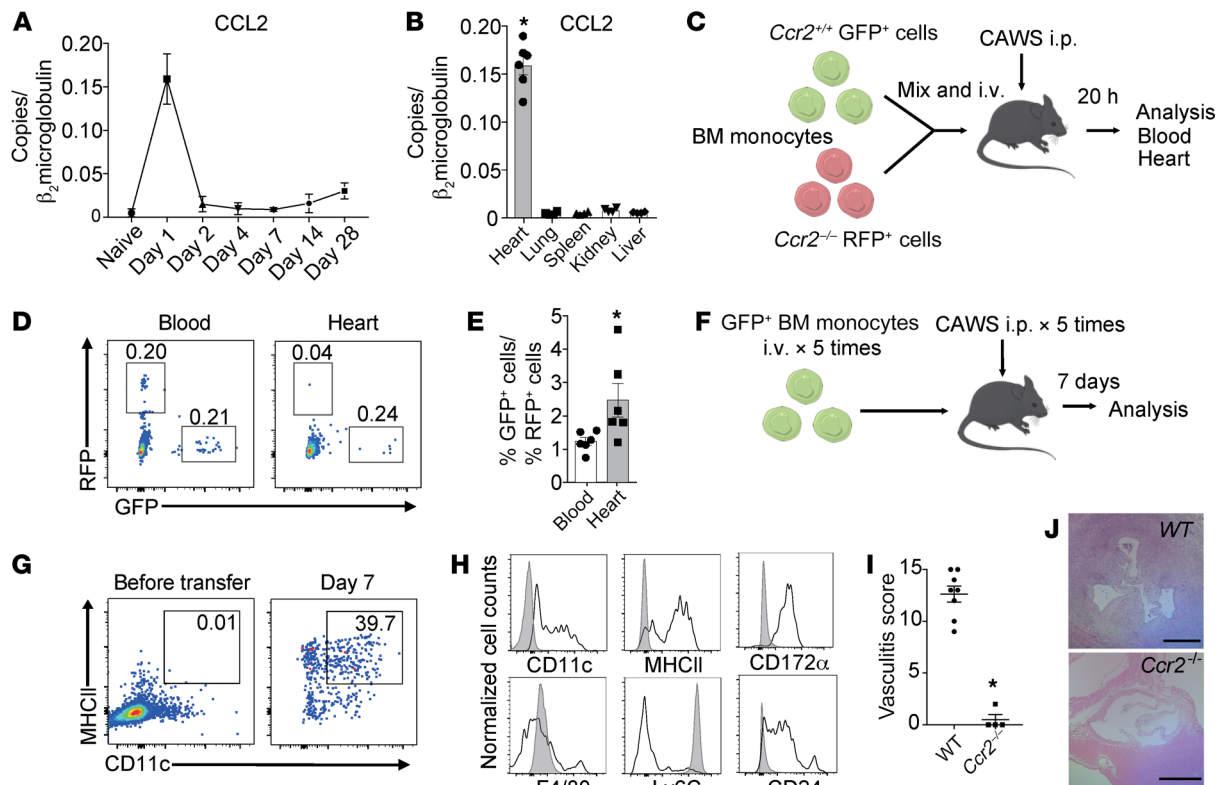 A
CCL2
Copies/
β2microglobulin
0.20
0.15
0.10
0.05
0
Naive
Day 1
Day 2
Day 4
Day 7
Day 14
Day 28
B
CCL2
Copies/
β2microglobulin
0.20
0.15
0.10
0.05
0
*
Heart
Lung
Spleen
Kidney
Liver
C
Ccr2+/+ GFP+ cells
BM monocytes
Ccr2–/– RFP+ cells
Mix and i.v.
CAWS i.p.
20 h
Analysis
Blood
Heart
D
Blood
Heart
0.20
0.21
0.04
0.24
RFP
GFP
E
% GFP+ cells/
% RFP+ cells
5
4
3
2
1
0
*
Blood
Heart
F
GFP+ BM monocytes
i.v. × 5 times
CAWS i.p. × 5 times
7 days
Analysis
G
Before transfer
Day 7
0.01
39.7
MHCII
CD11c
H
Normalized cell counts
CD11c
MHCII
CD172α
I
Vasculitis score
15
10
5
0
*
WT
Ccr2–/–
J
WT
Ccr2-/-